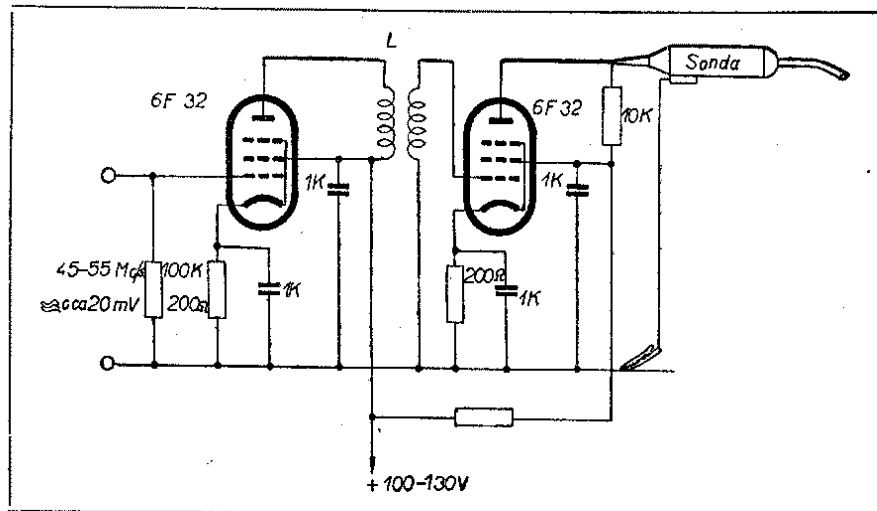 L
Sonda
6F 32
6F 32
10K
1K
1K
45-55 Mc/s
100K
≈ cca 20 mV
200Ω
1K
200Ω
1K
+ 100-130V